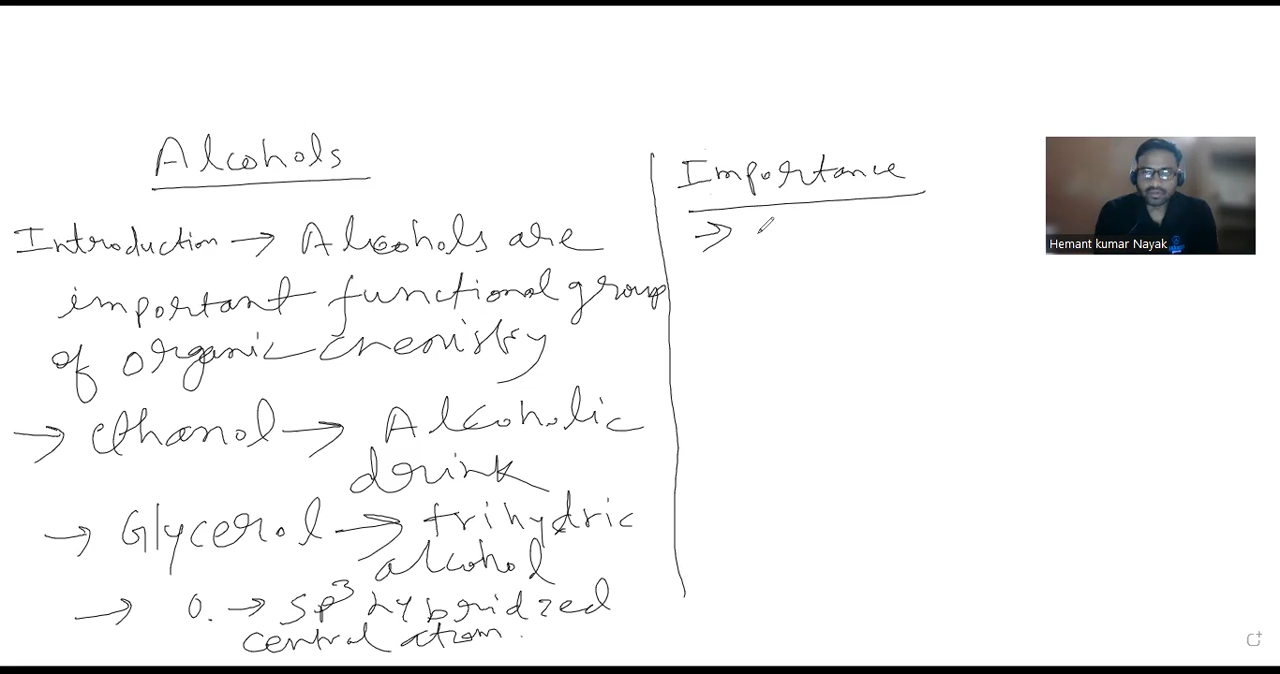 Alcohols
Introduction → Alcohols are
important functional group
of organic chemistry
→ Ethanol → Alcoholic
drink
→ Glycerol → trihydric
alcohol
→ O. → sp³ hybridized
central atom.
Importance
→
Hemant kumar Nayak